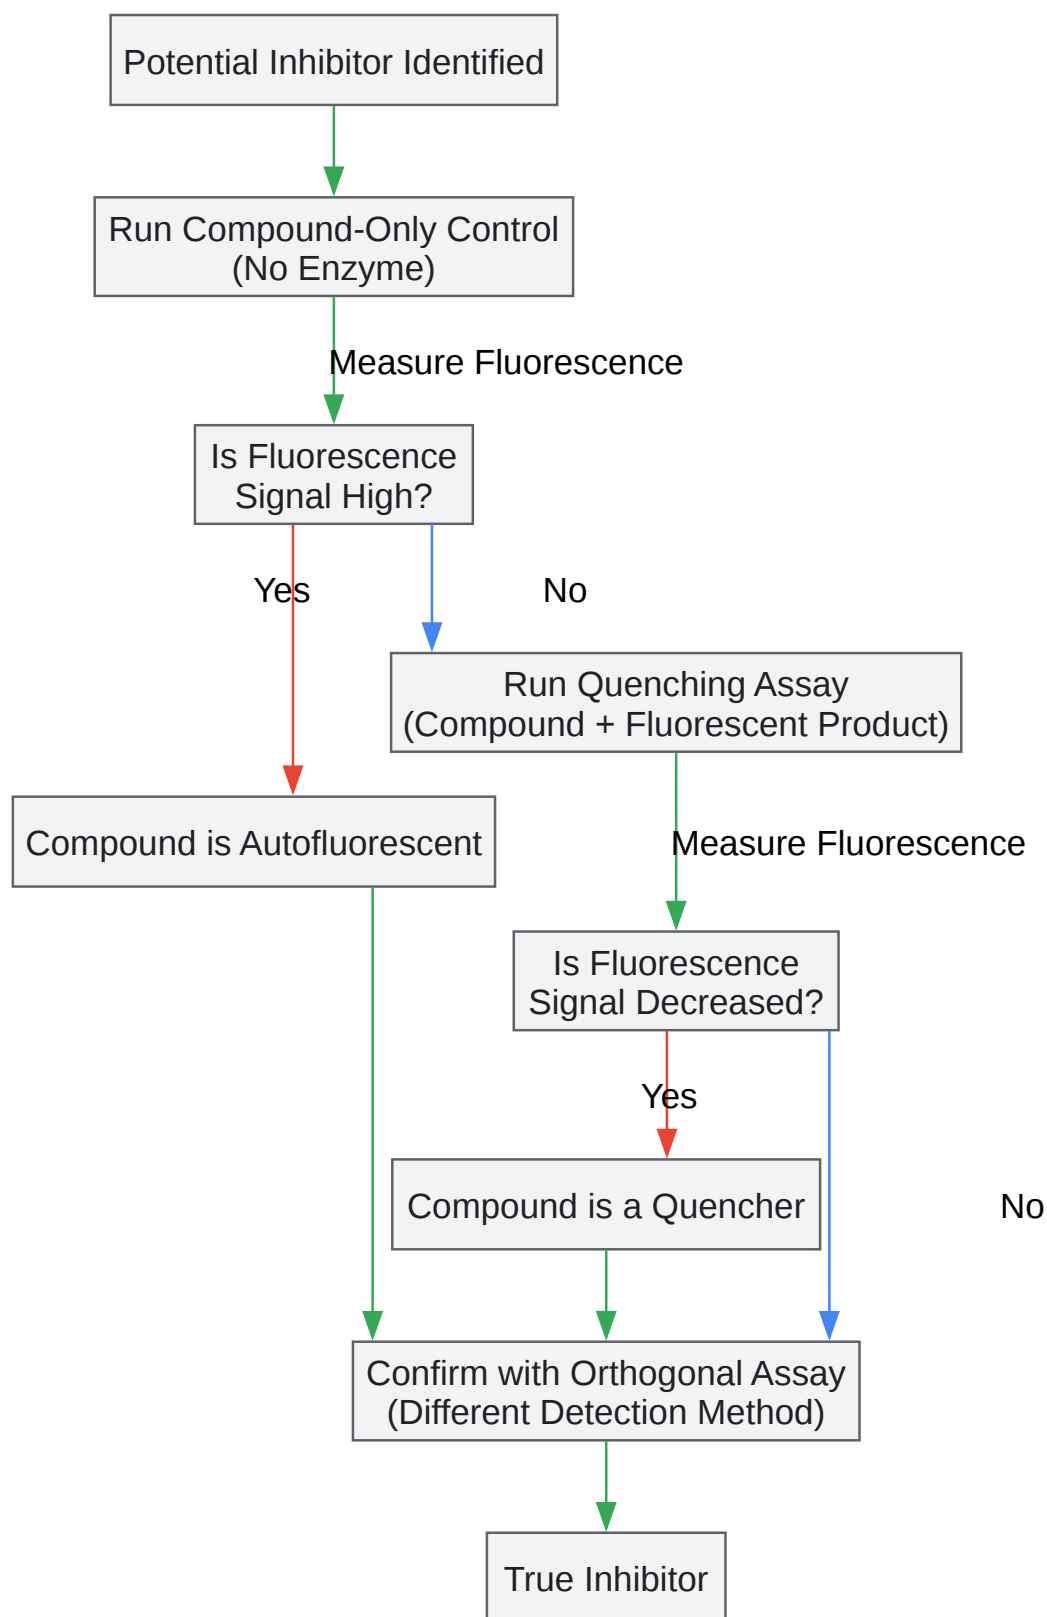 Potential Inhibitor Identified
Run Compound-Only Control
(No Enzyme)
Measure Fluorescence
Is Fluorescence
Signal High?
Yes
No
Run Quenching Assay
(Compound + Fluorescent Product)
Compound is Autofluorescent
Measure Fluorescence
Is Fluorescence
Signal Decreased?
Yes
Compound is a Quencher
No
Confirm with Orthogonal Assay
(Different Detection Method)
True Inhibitor